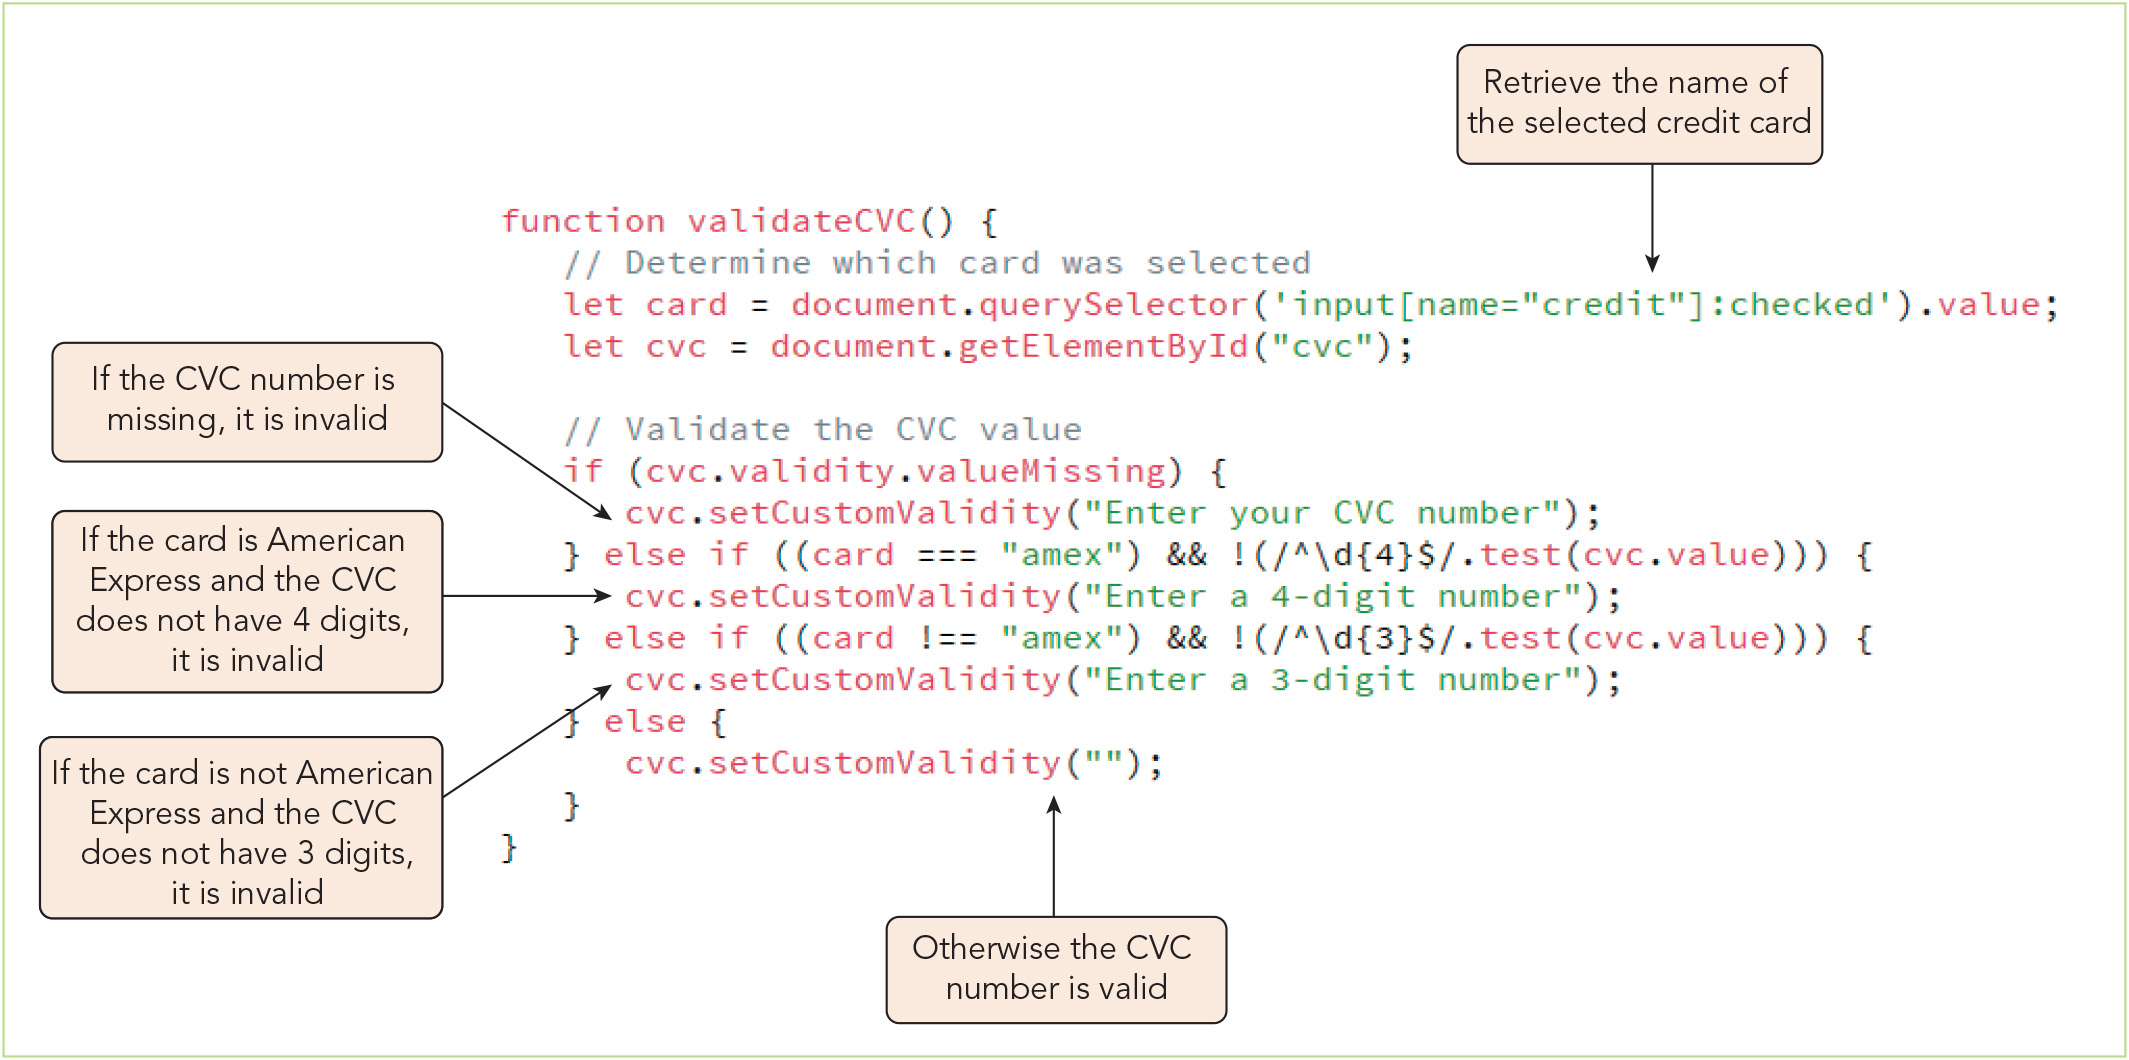 Retrieve the name of
the selected credit card
function validateCVC() {
// Determine which card was selected
let card = document.querySelector('input[name="credit"]:checked').value;
let cvc = document.getElementById("cvc");
If the CVC number is
missing, it is invalid
// Validate the CVC value
if (cvc.validity.valueMissing) {
cvc.setCustomValidity("Enter your CVC number");
} else if ((card === "amex") && !(/^\d{4}$/.test(cvc.value))) {
cvc.setCustomValidity("Enter a 4-digit number");
} else if ((card !== "amex") && !(/^\d{3}$/.test(cvc.value))) {
cvc.setCustomValidity("Enter a 3-digit number");
} else {
cvc.setCustomValidity("");
}
}
If the card is American
Express and the CVC
does not have 4 digits,
it is invalid
If the card is not American
Express and the CVC
does not have 3 digits,
it is invalid
Otherwise the CVC
number is valid